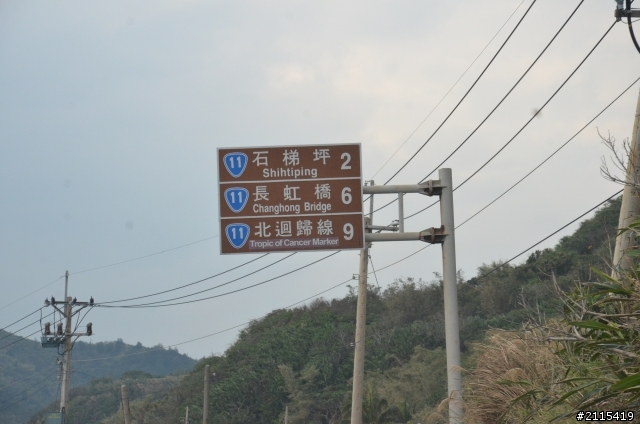 11 石梯坪 2
Shihtiping
11 長虹橋 6
Changhong Bridge
11 北迴歸線 9
Tropic of Cancer Marker
#2115419